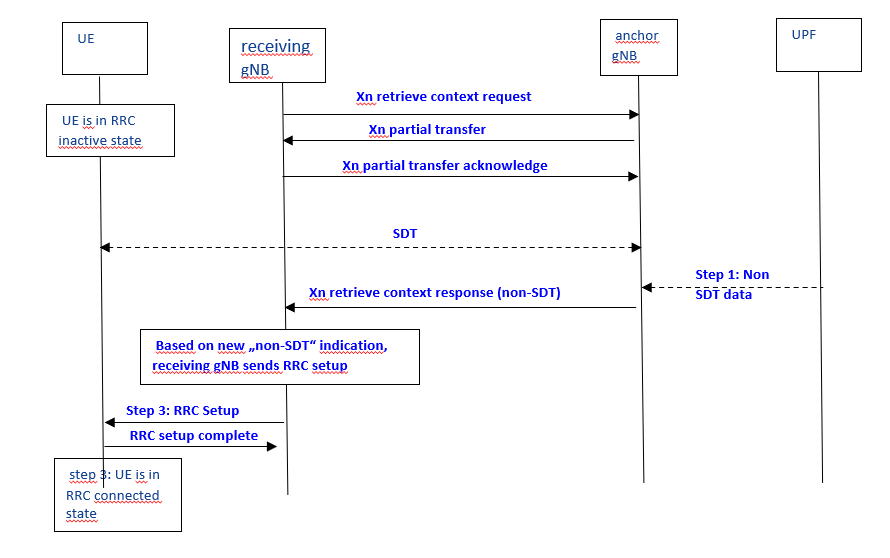 UE
receiving
gNB
anchor
gNB
UPF
Xn retrieve context request
UE is in RRC
inactive state
Xn partial transfer
Xn partial transfer acknowledge
SDT
Step 1: Non
SDT data
Xn retrieve context response (non-SDT)
Based on new „non-SDT“ indication,
receiving gNB sends RRC setup
Step 3: RRC Setup
RRC setup complete
step 3: UE is in
RRC connected
state